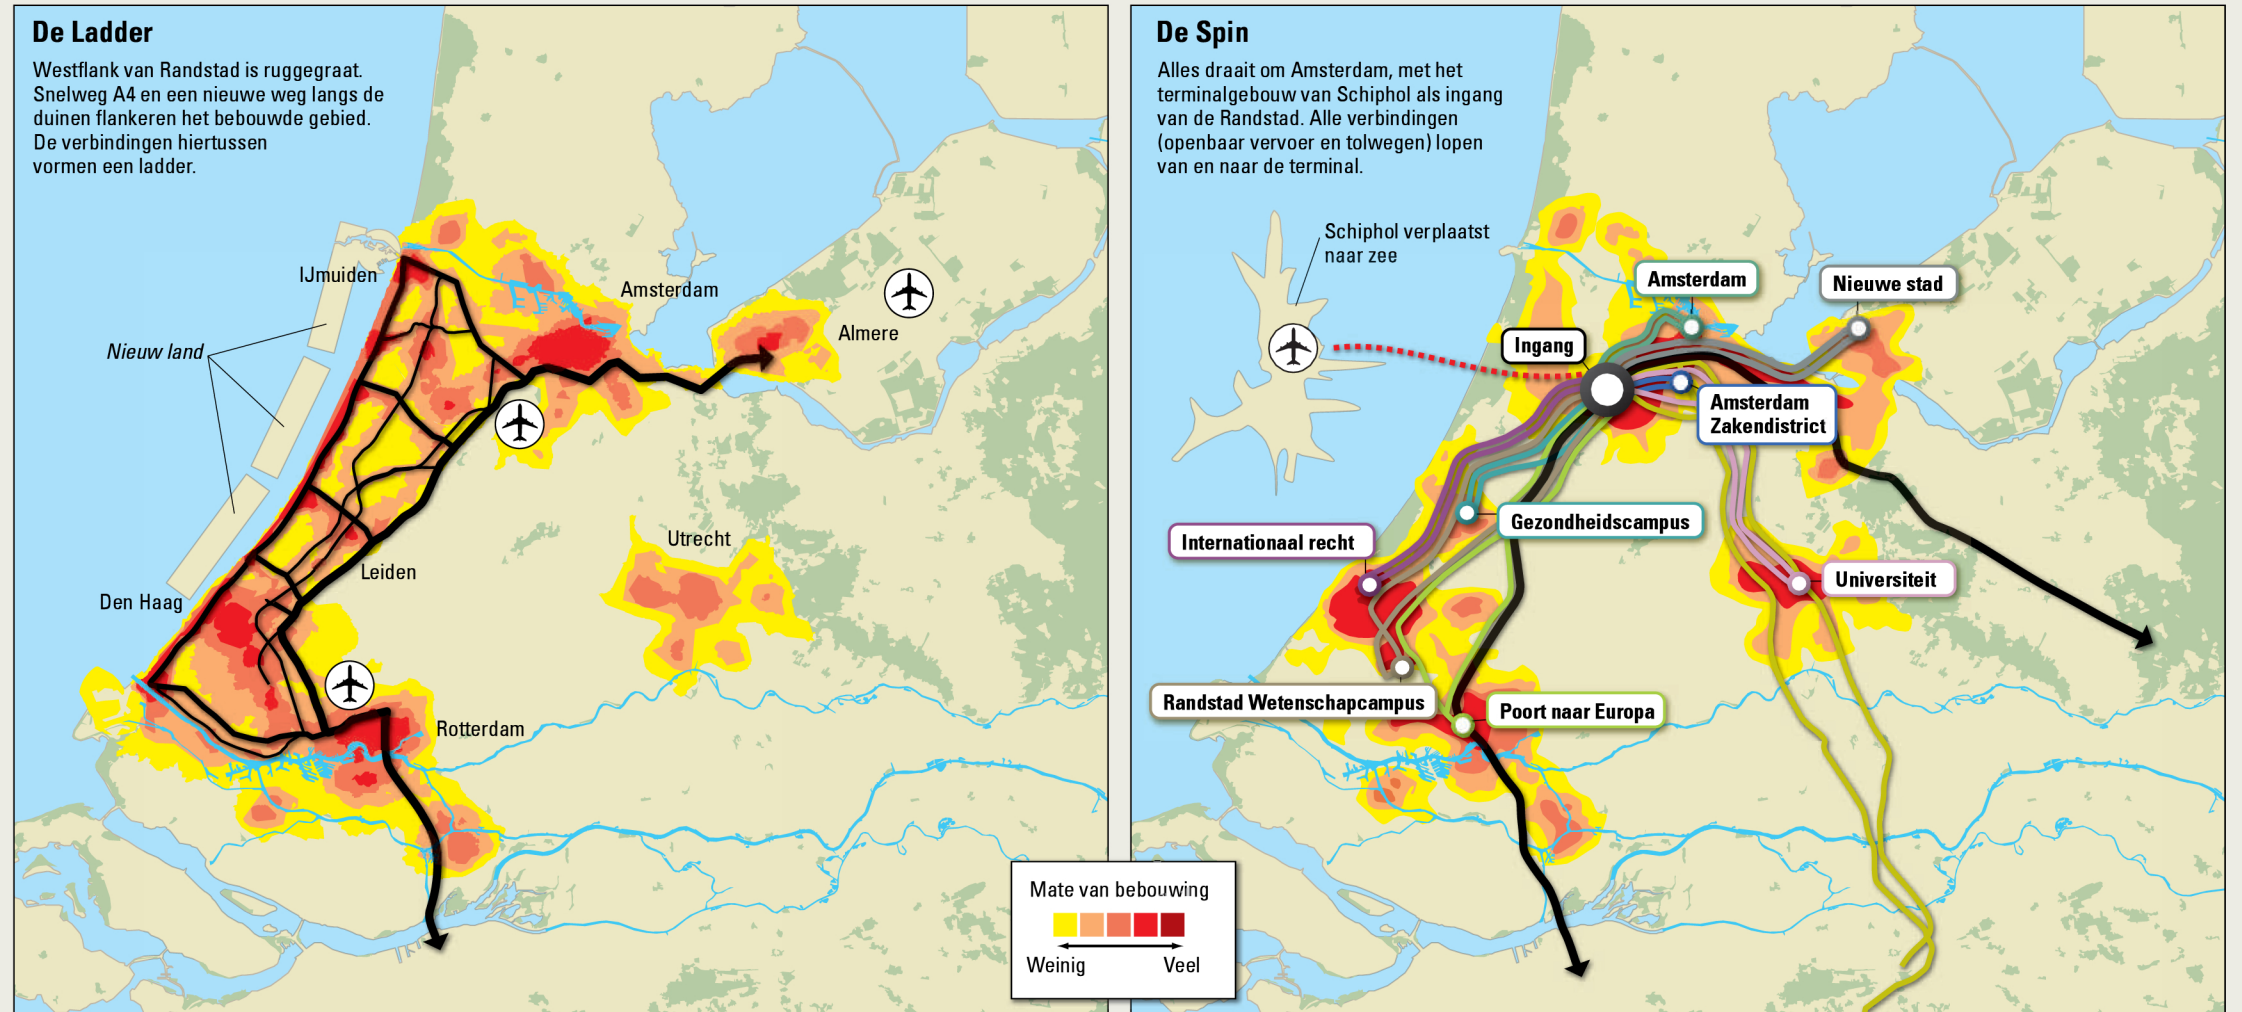 De Ladder
Westflank van Randstad is ruggegraat.
Snelweg A4 en een nieuwe weg langs de
duinen flankeren het bebouwde gebied.
De verbindingen hiertussen
vormen een ladder.
IJmuiden
Amsterdam
Almere
Nieuw land
Utrecht
Leiden
Den Haag
Rotterdam
De Spin
Alles draait om Amsterdam, met het
terminalgebouw van Schiphol als ingang
van de Randstad. Alle verbindingen
(openbaar vervoer en tolwegen) lopen
van en naar de terminal.
Schiphol verplaatst
naar zee
Amsterdam
Nieuwe stad
Ingang
Amsterdam
Zakendistrict
Gezondheidscampus
Internationaal recht
Universiteit
Randstad Wetenschapcampus
Poort naar Europa
Mate van bebouwing
Weinig
Veel